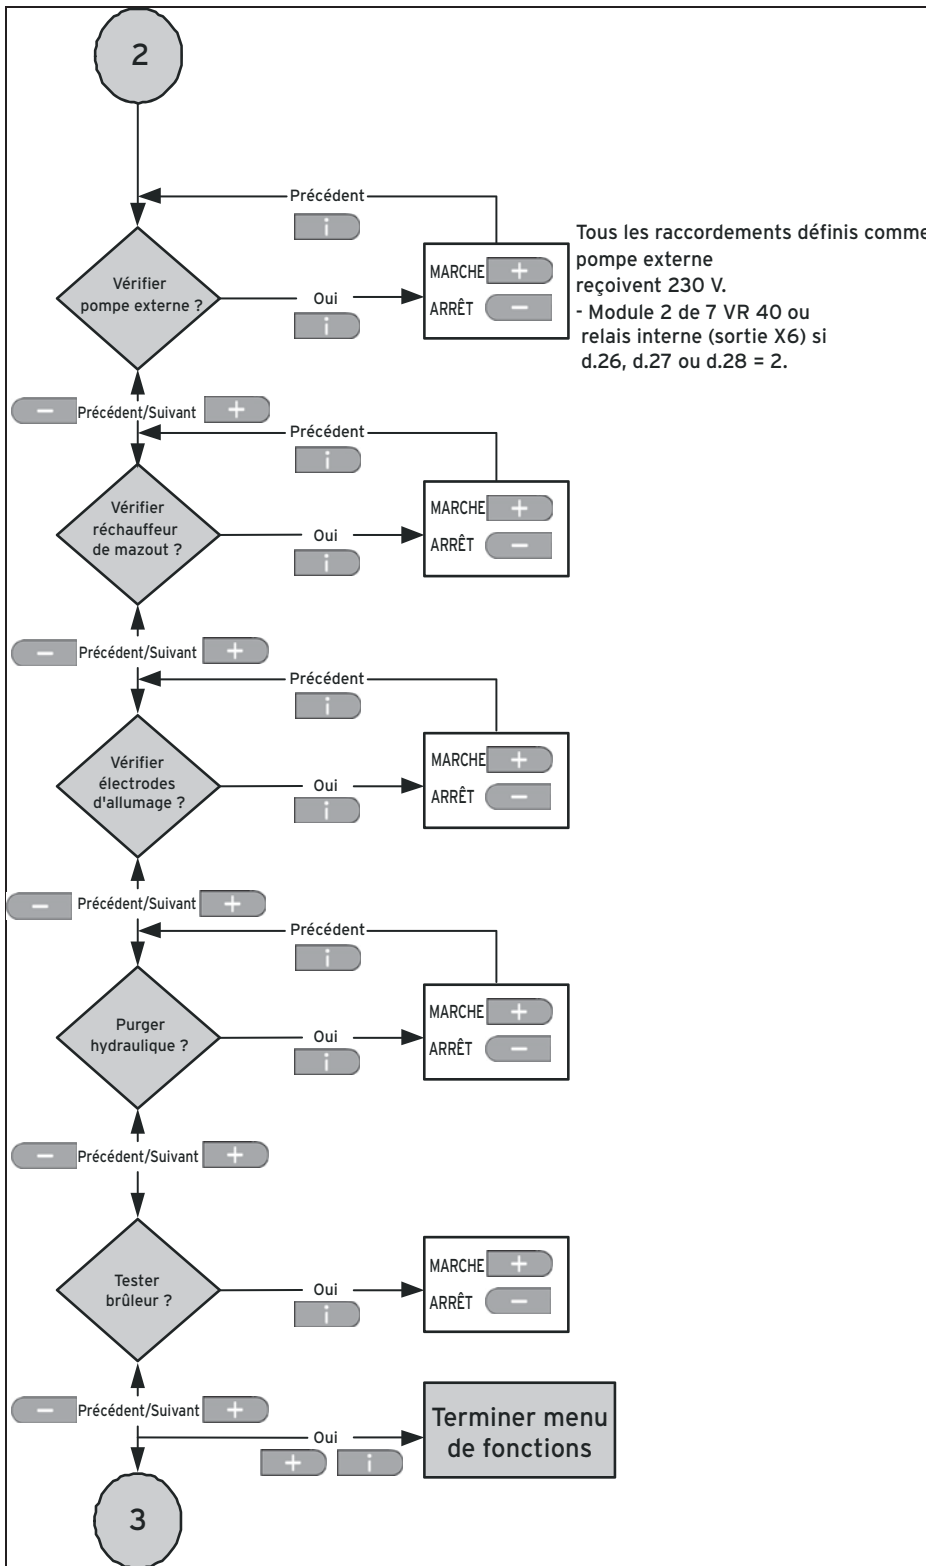 2
Précédent
i
Vérifier
pompe externe ?
Oui
i
MARCHE +
ARRÊT −
Tous les raccordements définis comme
pompe externe
reçoivent 230 V.
- Module 2 de 7 VR 40 ou
relais interne (sortie X6) si
d.26, d.27 ou d.28 = 2.
− Précédent/Suivant +
Précédent
i
Vérifier
réchauffeur
de mazout ?
Oui
i
MARCHE +
ARRÊT −
− Précédent/Suivant +
Précédent
i
Vérifier
électrodes
d'allumage ?
Oui
i
MARCHE +
ARRÊT −
− Précédent/Suivant +
Précédent
i
Purger
hydraulique ?
Oui
i
MARCHE +
ARRÊT −
− Précédent/Suivant +
Tester
brûleur ?
Oui
i
MARCHE +
ARRÊT −
− Précédent/Suivant +
Oui
+ i
Terminer menu
de fonctions
3